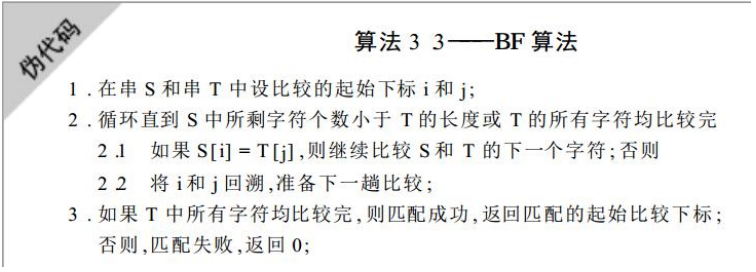 伪代码
算法 3 3——BF 算法
1 . 在串 S 和串 T 中设比较的起始下标 i 和 j;
2 . 循环直到 S 中所剩字符个数小于 T 的长度或 T 的所有字符均比较完
2 .1 如果 S[i] = T[j],则继续比较 S 和 T 的下一个字符;否则
2 2 将 i 和 j 回溯,准备下一趟比较;
3 . 如果 T 中所有字符均比较完,则匹配成功,返回匹配的起始比较下标;
否则,匹配失败,返回 0;